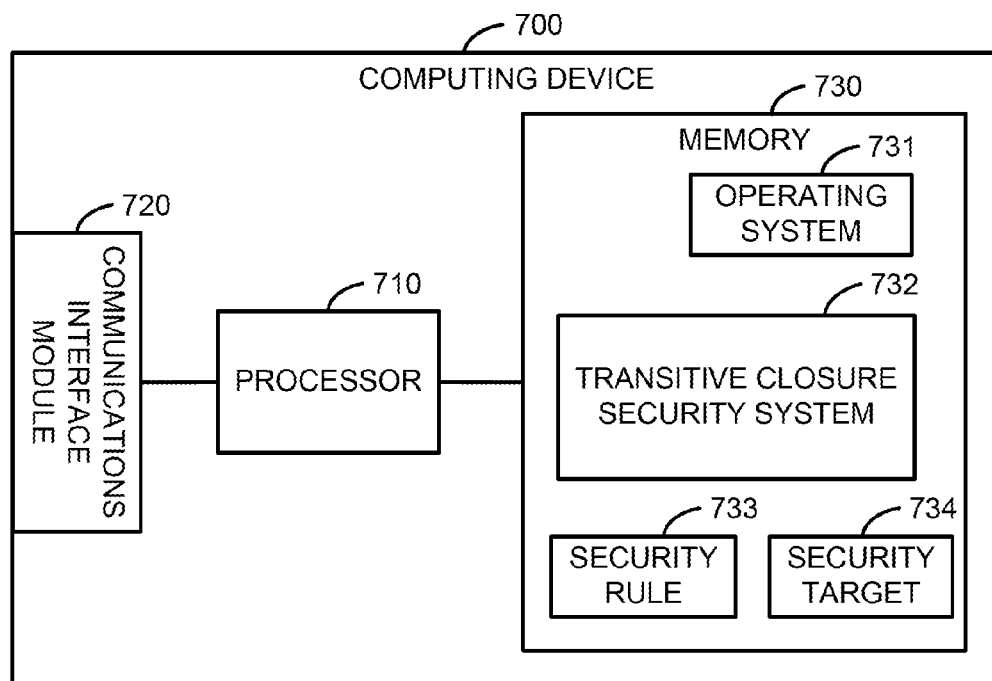 700
COMPUTING DEVICE
730
MEMORY
731
OPERATING
SYSTEM
720
COMMUNICATIONS
INTERFACE
MODULE
710
PROCESSOR
732
TRANSITIVE CLOSURE
SECURITY SYSTEM
733
SECURITY
RULE
734
SECURITY
TARGET